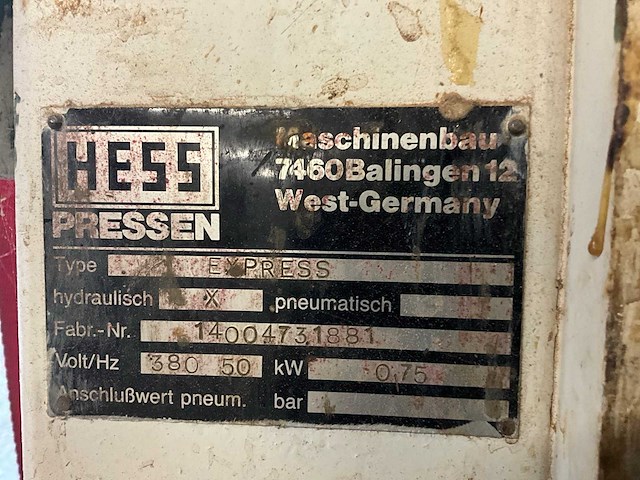 HESS
PRESSEN
Maschinenbau
7460 Balingen 12
West-Germany
Type EXPRESS
hydraulisch X pneumatisch
Fabr.-Nr. 14004731881
Volt/Hz 380 50 kW 0,75
Anschlußwert pneum. bar